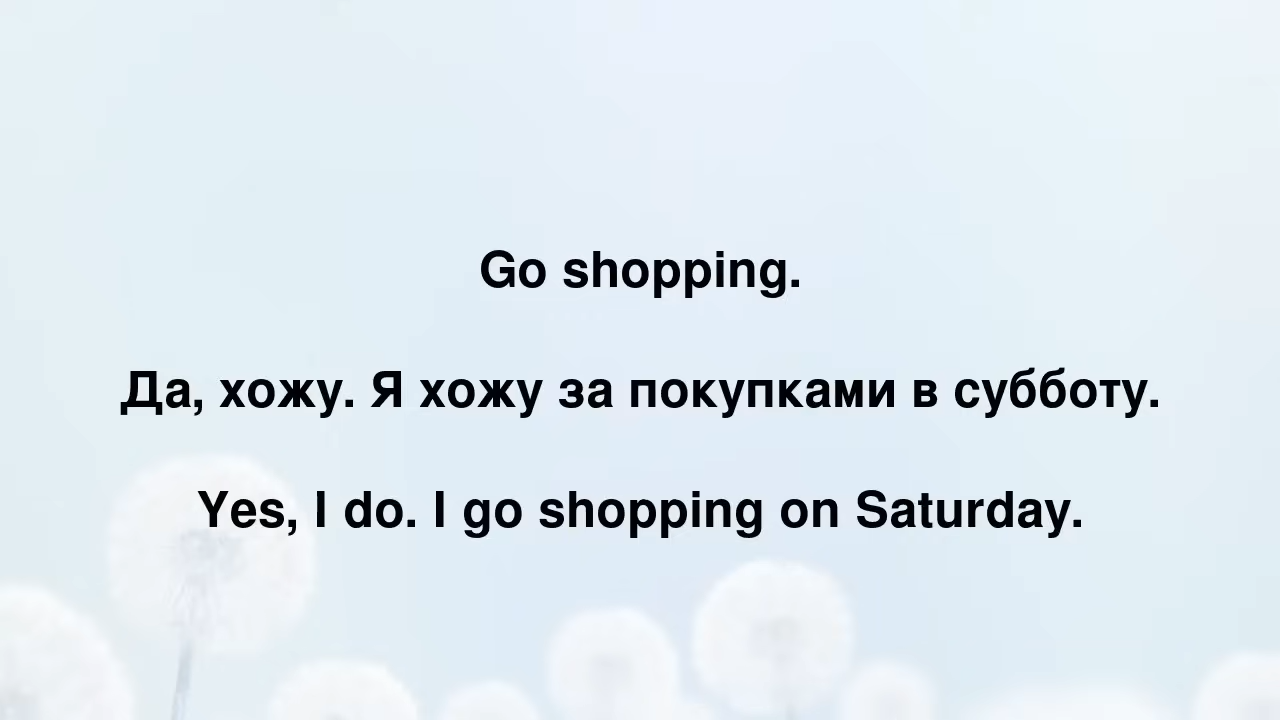 Go shopping.
Да, хожу. Я хожу за покупками в субботу.
Yes, I do. I go shopping on Saturday.